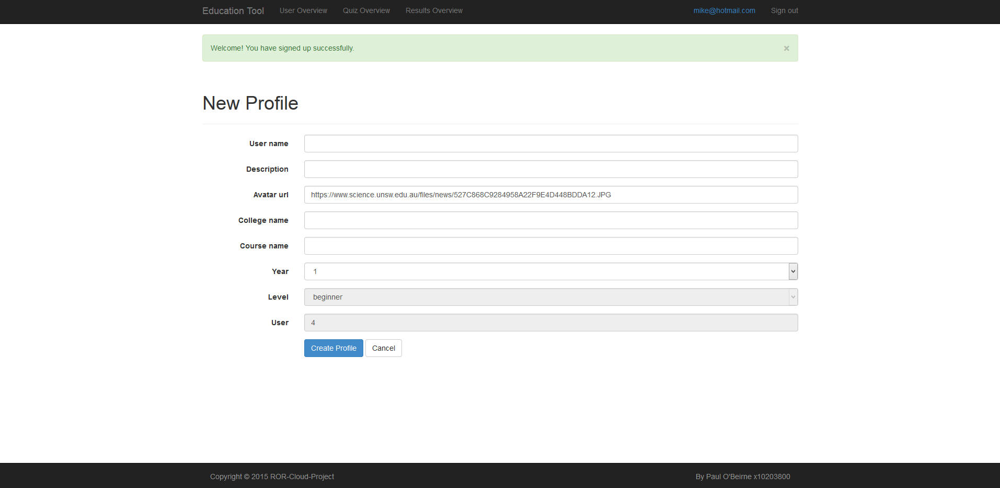 Education Tool User Overview Quiz Overview Results Overview mike@hotmail.com Sign out
Welcome! You have signed up successfully. ×
New Profile
User name
Description
Avatar url https://www.science.unsw.edu.au/files/news/527C868C9284958A22F9E4D448BDDA12.JPG
College name
Course name
Year 1
Level beginner
User 4
Create Profile Cancel
Copyright © 2015 ROR-Cloud-Project By Paul O'Beirne x10203800